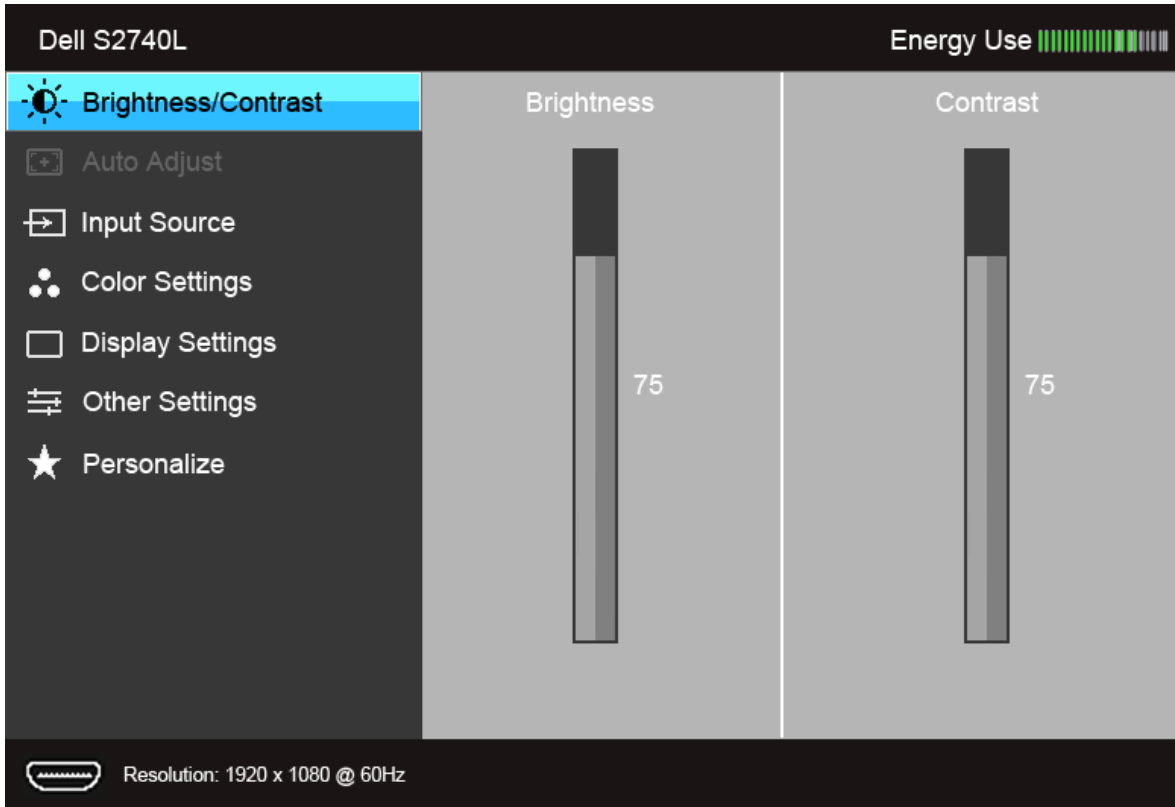 Dell S2740L
Energy Use
Brightness/Contrast
Auto Adjust
Input Source
Color Settings
Display Settings
Other Settings
Personalize
Brightness
75
Contrast
75
Resolution: 1920 x 1080 @ 60Hz